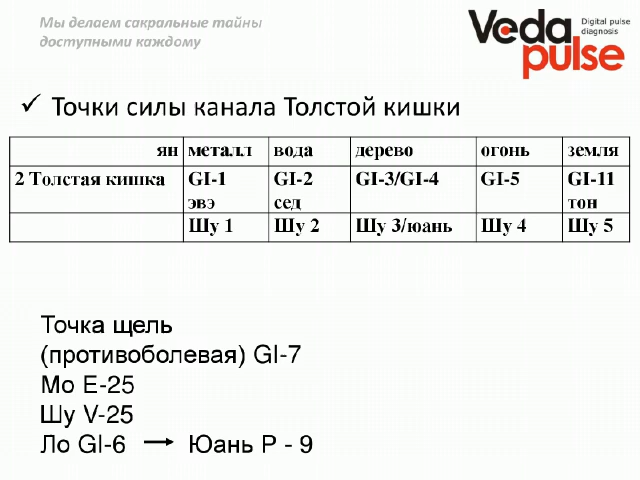 Мы делаем сакральные тайны
доступными каждому
Veda pulse
Digital pulse
diagnosis
✓ Точки силы канала Толстой кишки
ян металл вода дерево огонь земля
2 Толстая кишка GI-1 эвэ GI-2 сед GI-3/GI-4 GI-5 GI-11 тон
Шу 1 Шу 2 Шу 3/юань Шу 4 Шу 5
Точка щель
(противоболевая) GI-7
Мо E-25
Шу V-25
Ло GI-6 → Юань P - 9